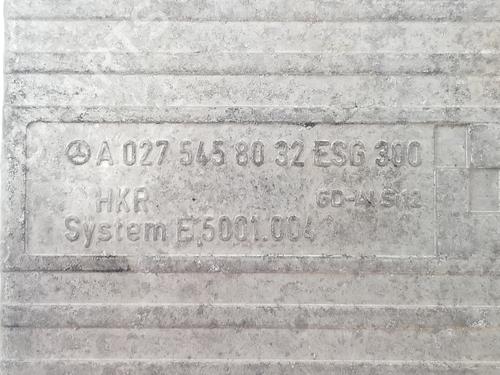 A 027 545 80 32 ESG 300
HKR GD-AlSi12
System E.5001.004